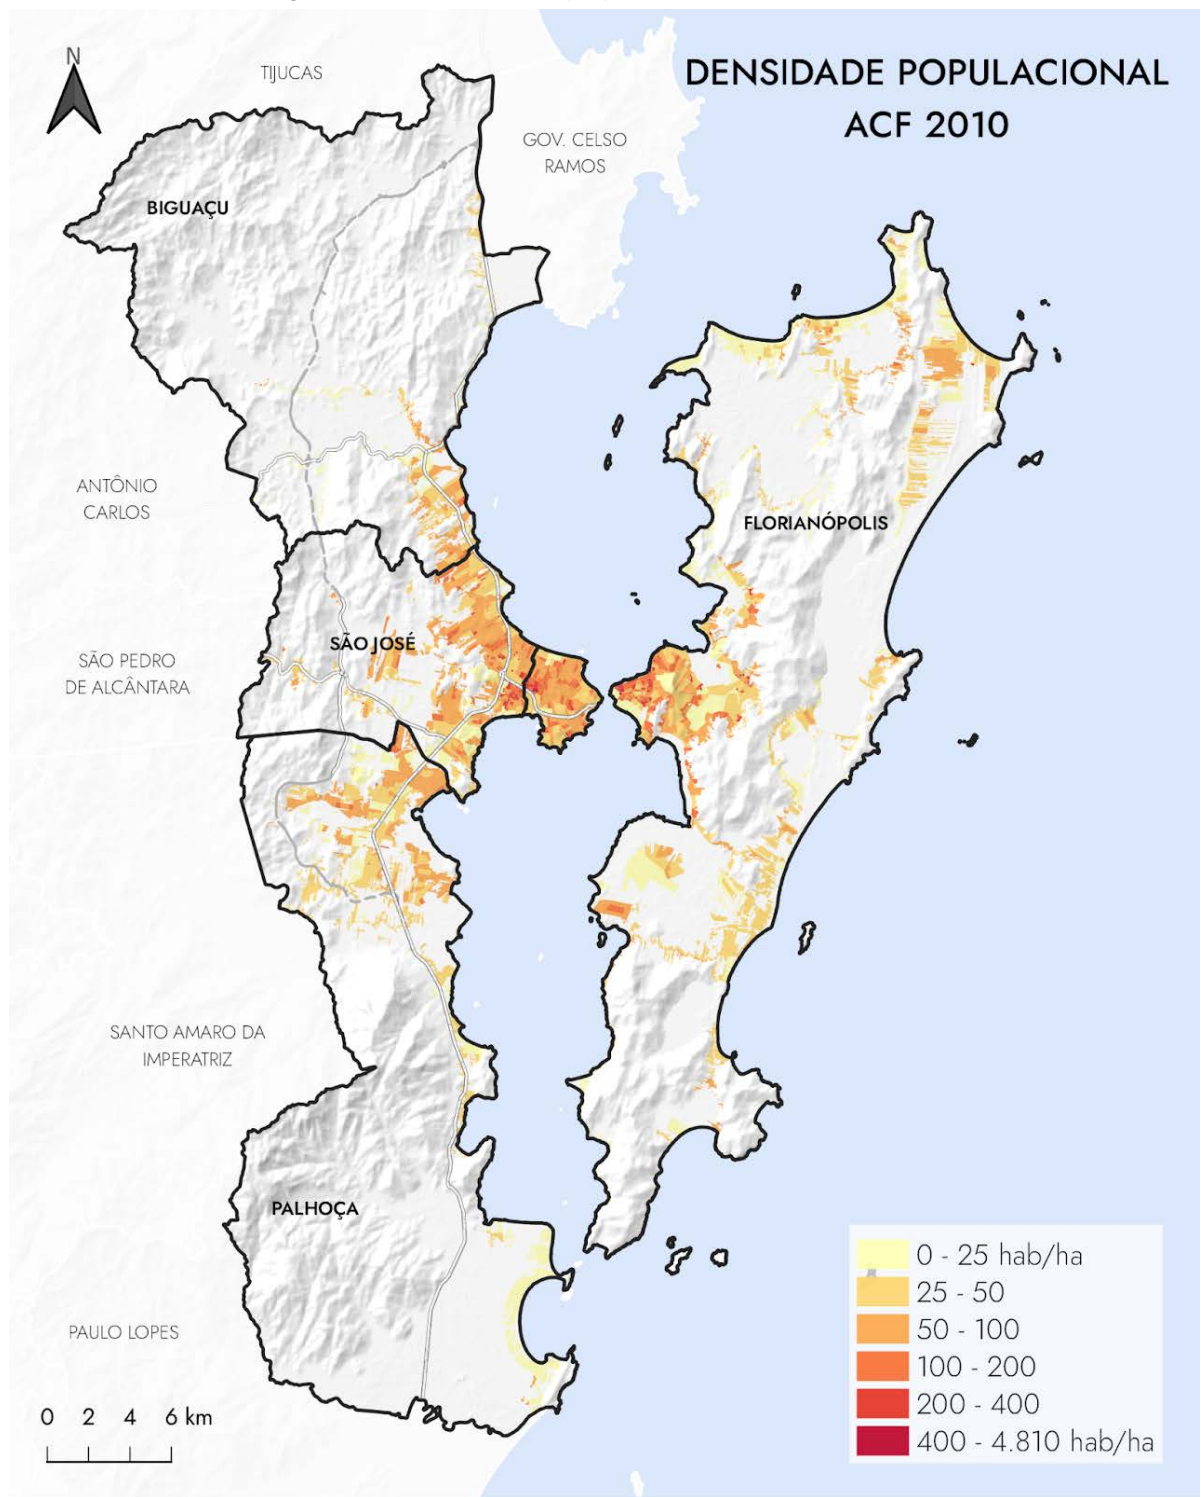 DENSIDADE POPULACIONAL
ACF 2010
N
TIJUCAS
GOV. CELSO
RAMOS
BIGUAÇU
ANTÔNIO
CARLOS
FLORIANÓPOLIS
SÃO JOSÉ
SÃO PEDRO
DE ALCÂNTARA
SANTO AMARO DA
IMPERATRIZ
PALHOÇA
PAULO LOPES
0 - 25 hab/ha
25 - 50
50 - 100
100 - 200
200 - 400
400 - 4.810 hab/ha
0 2 4 6 km